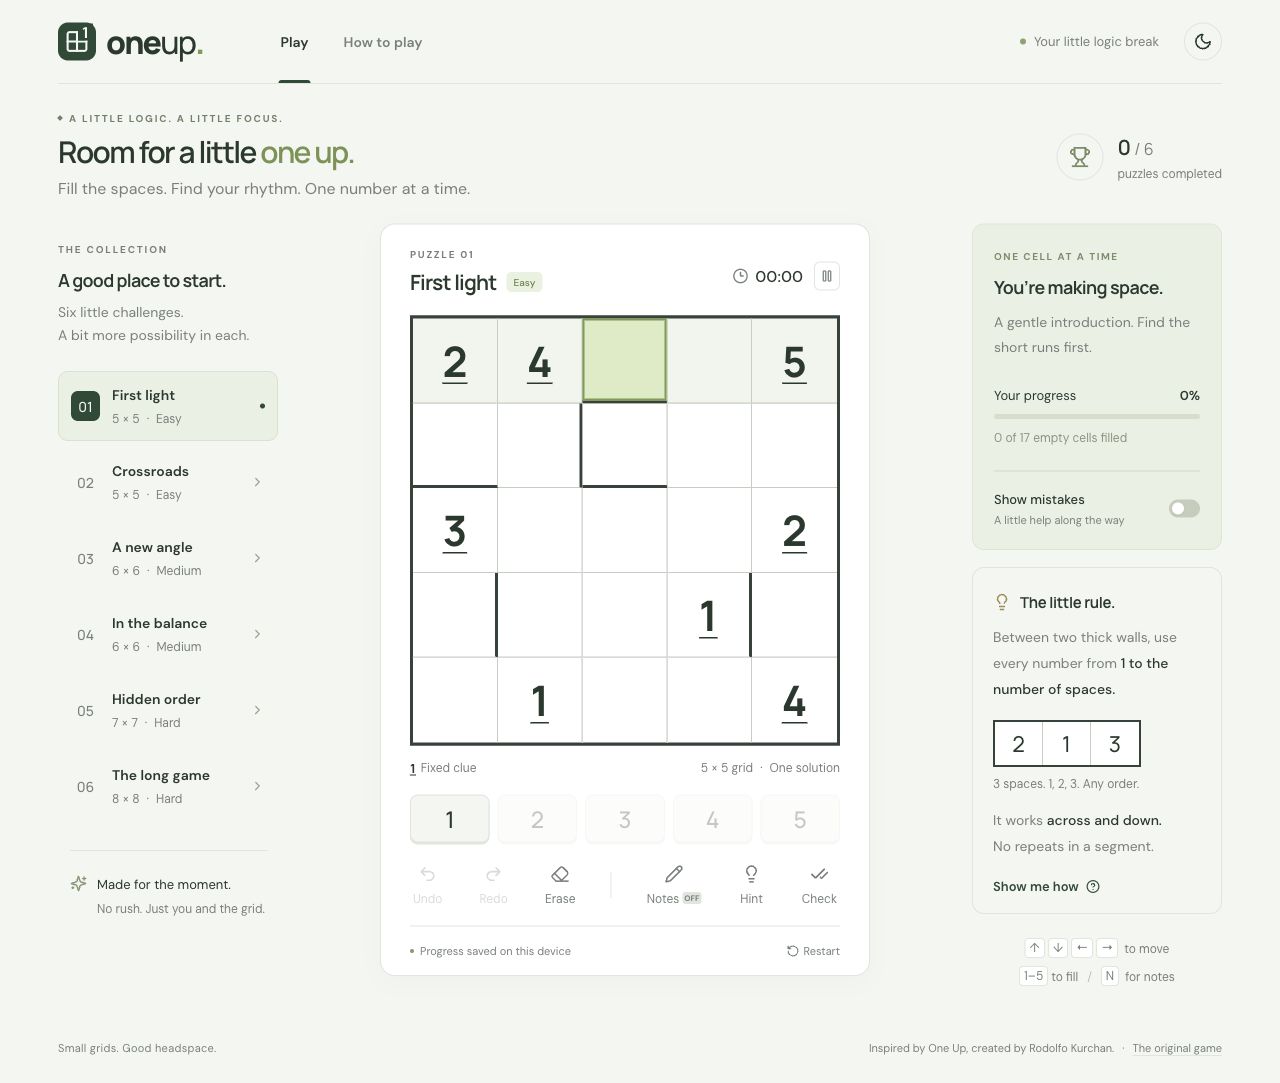 1
oneup.
Play
How to play
Your little logic break
A LITTLE LOGIC. A LITTLE FOCUS.
Room for a little one up.
Fill the spaces. Find your rhythm. One number at a time.
0 / 6
puzzles completed
THE COLLECTION
A good place to start.
Six little challenges.
A bit more possibility in each.
01
First light
5 × 5 · Easy
02
Crossroads
5 × 5 · Easy
03
A new angle
6 × 6 · Medium
04
In the balance
6 × 6 · Medium
05
Hidden order
7 × 7 · Hard
06
The long game
8 × 8 · Hard
Made for the moment.
No rush. Just you and the grid.
PUZZLE 01
First light
Easy
00:00
2 4 5
3 2
1
1 4
1 Fixed clue
5 × 5 grid · One solution
1 2 3 4 5
Undo
Redo
Erase
Notes OFF
Hint
Check
Progress saved on this device
Restart
ONE CELL AT A TIME
You're making space.
A gentle introduction. Find the
short runs first.
Your progress
0%
0 of 17 empty cells filled
Show mistakes
A little help along the way
The little rule.
Between two thick walls, use
every number from 1 to the
number of spaces.
2 1 3
3 spaces. 1, 2, 3. Any order.
It works across and down.
No repeats in a segment.
Show me how ?
↑ ↓ ← → to move
1–5 to fill / N for notes
Small grids. Good headspace.
Inspired by One Up, created by Rodolfo Kurchan. · The original game